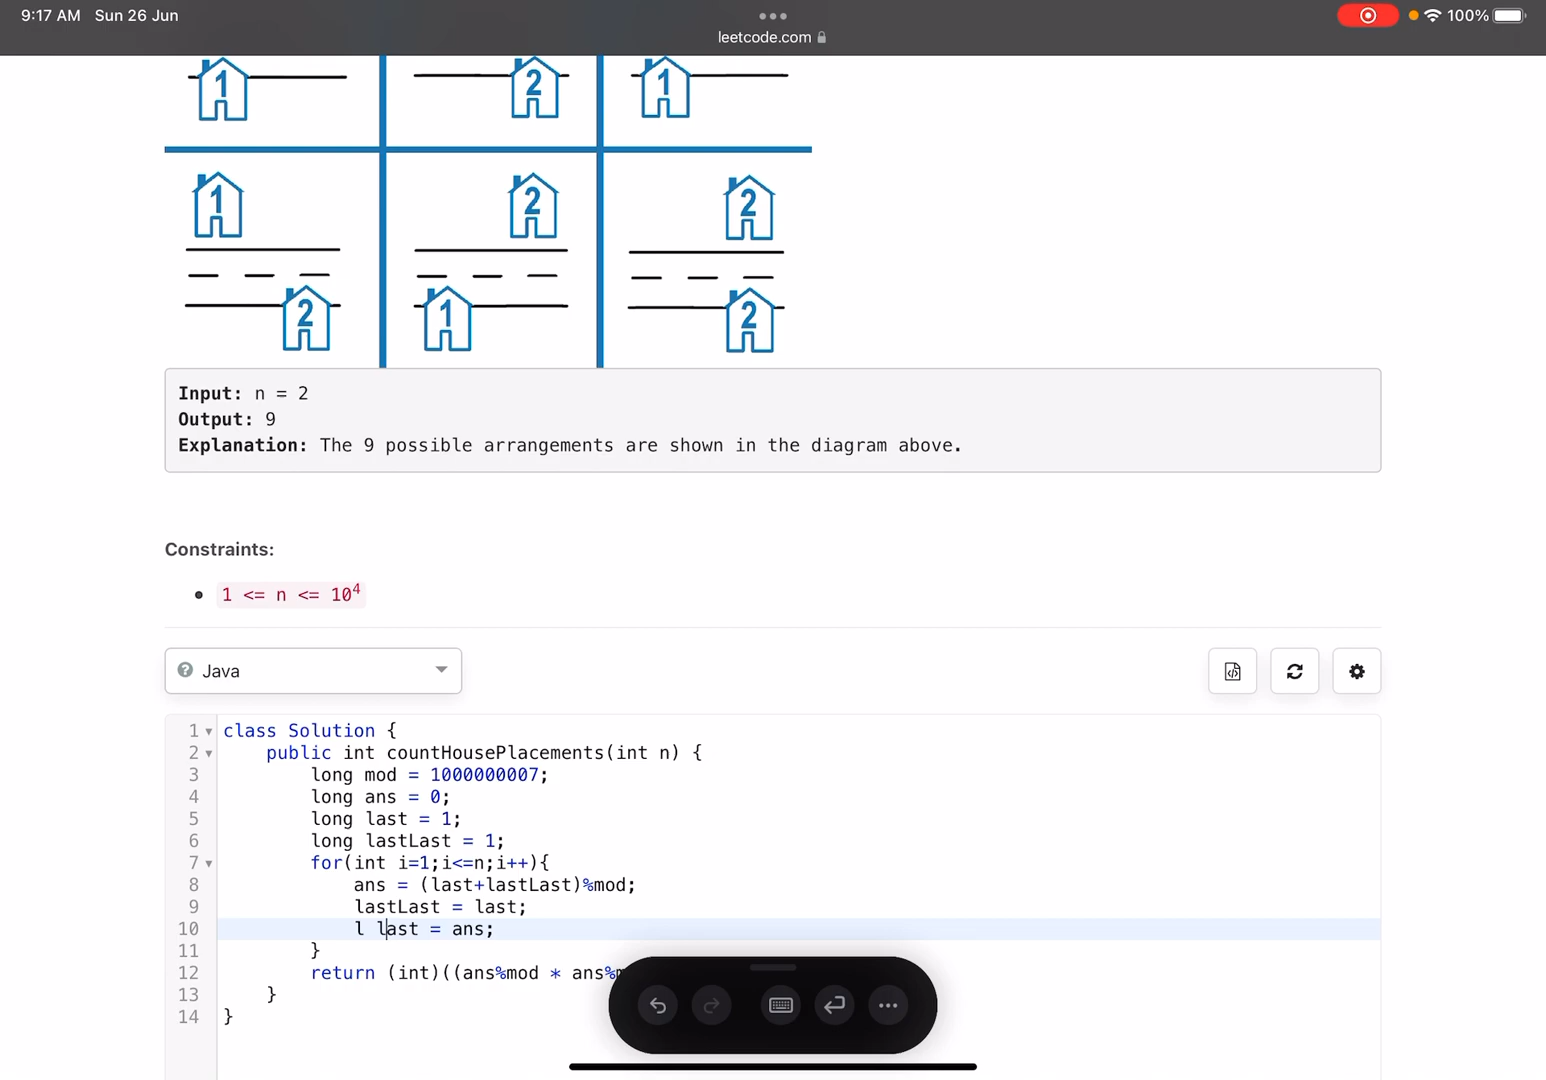 9:17 AM Sun 26 Jun
100%
leetcode.com
1 2 1
1 2 2
2 1 2
Input: n = 2
Output: 9
Explanation: The 9 possible arrangements are shown in the diagram above.
Constraints:
1 <= n <= 10⁴
Java
1 class Solution {
2 public int countHousePlacements(int n) {
3 long mod = 1000000007;
4 long ans = 0;
5 long last = 1;
6 long lastLast = 1;
7 for(int i=1;i<=n;i++){
8 ans = (last+lastLast)%mod;
9 lastLast = last;
10 l last = ans;
11 }
12 return (int)((ans%mod * ans%
13 }
14 }